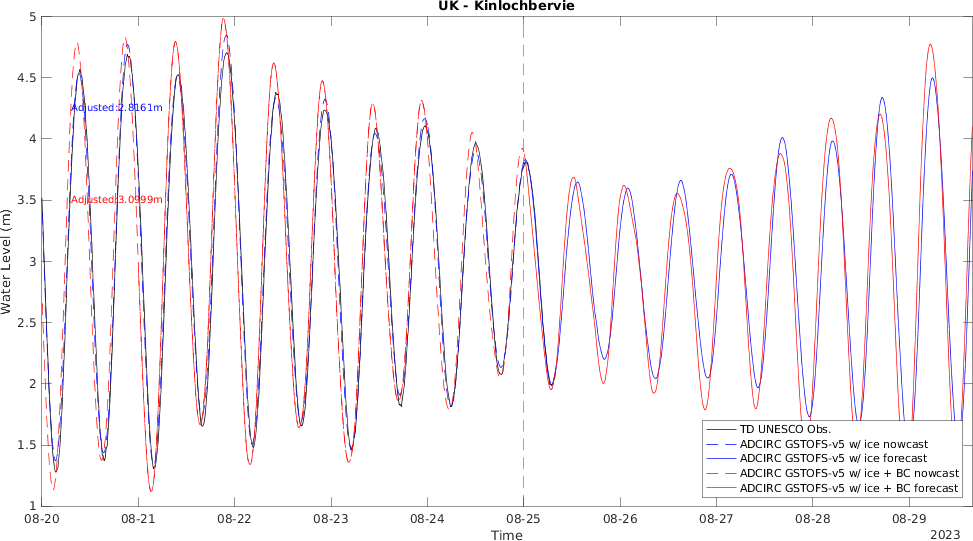 UK - Kinlochbervie
Water Level (m)
5
4.5
4
3.5
3
2.5
2
1.5
1
Adjusted:2.8161m
Adjusted:3.0999m
TD UNESCO Obs.
ADCIRC GSTOFS-v5 w/ ice nowcast
ADCIRC GSTOFS-v5 w/ ice forecast
ADCIRC GSTOFS-v5 w/ ice + BC nowcast
ADCIRC GSTOFS-v5 w/ ice + BC forecast
08-20 08-21 08-22 08-23 08-24 08-25 08-26 08-27 08-28 08-29
Time
2023